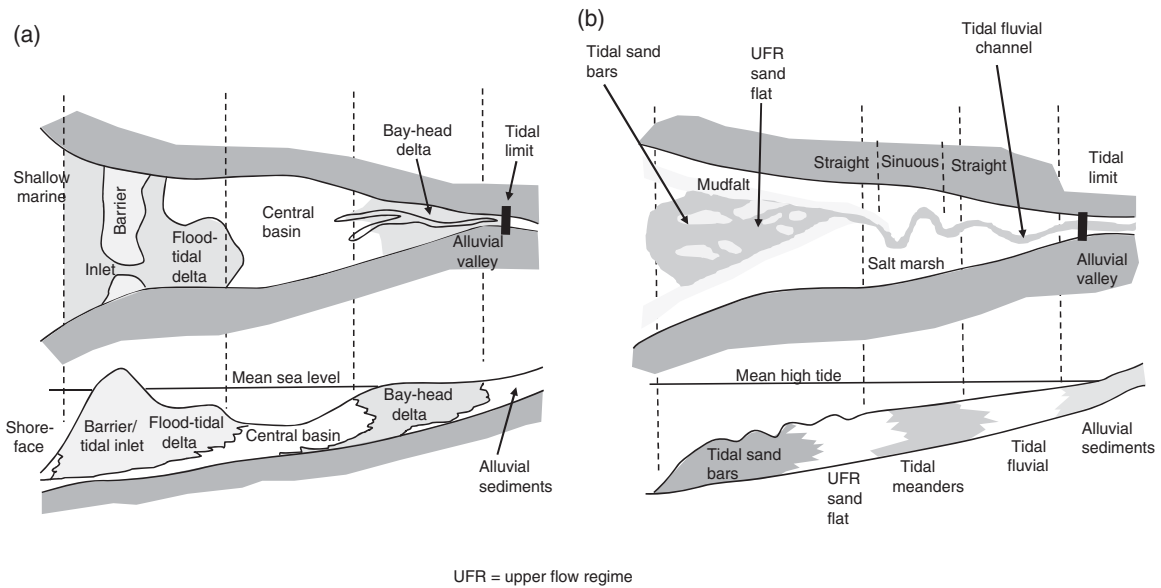 (a)
Shallow
marine
Barrier
Inlet
Flood-
tidal
delta
Central
basin
Bay-head
delta
Tidal
limit
Alluvial
valley
Mean sea level
Shore-
face
Barrier/
tidal inlet
Flood-tidal
delta
Central basin
Bay-head
delta
Alluvial
sediments
(b)
Tidal sand
bars
UFR
sand
flat
Tidal fluvial
channel
Straight
Sinuous
Straight
Tidal
limit
Mudfalt
Salt marsh
Alluvial
valley
Mean high tide
Tidal sand
bars
UFR
sand
flat
Tidal
meanders
Tidal
fluvial
Alluvial
sediments
UFR = upper flow regime